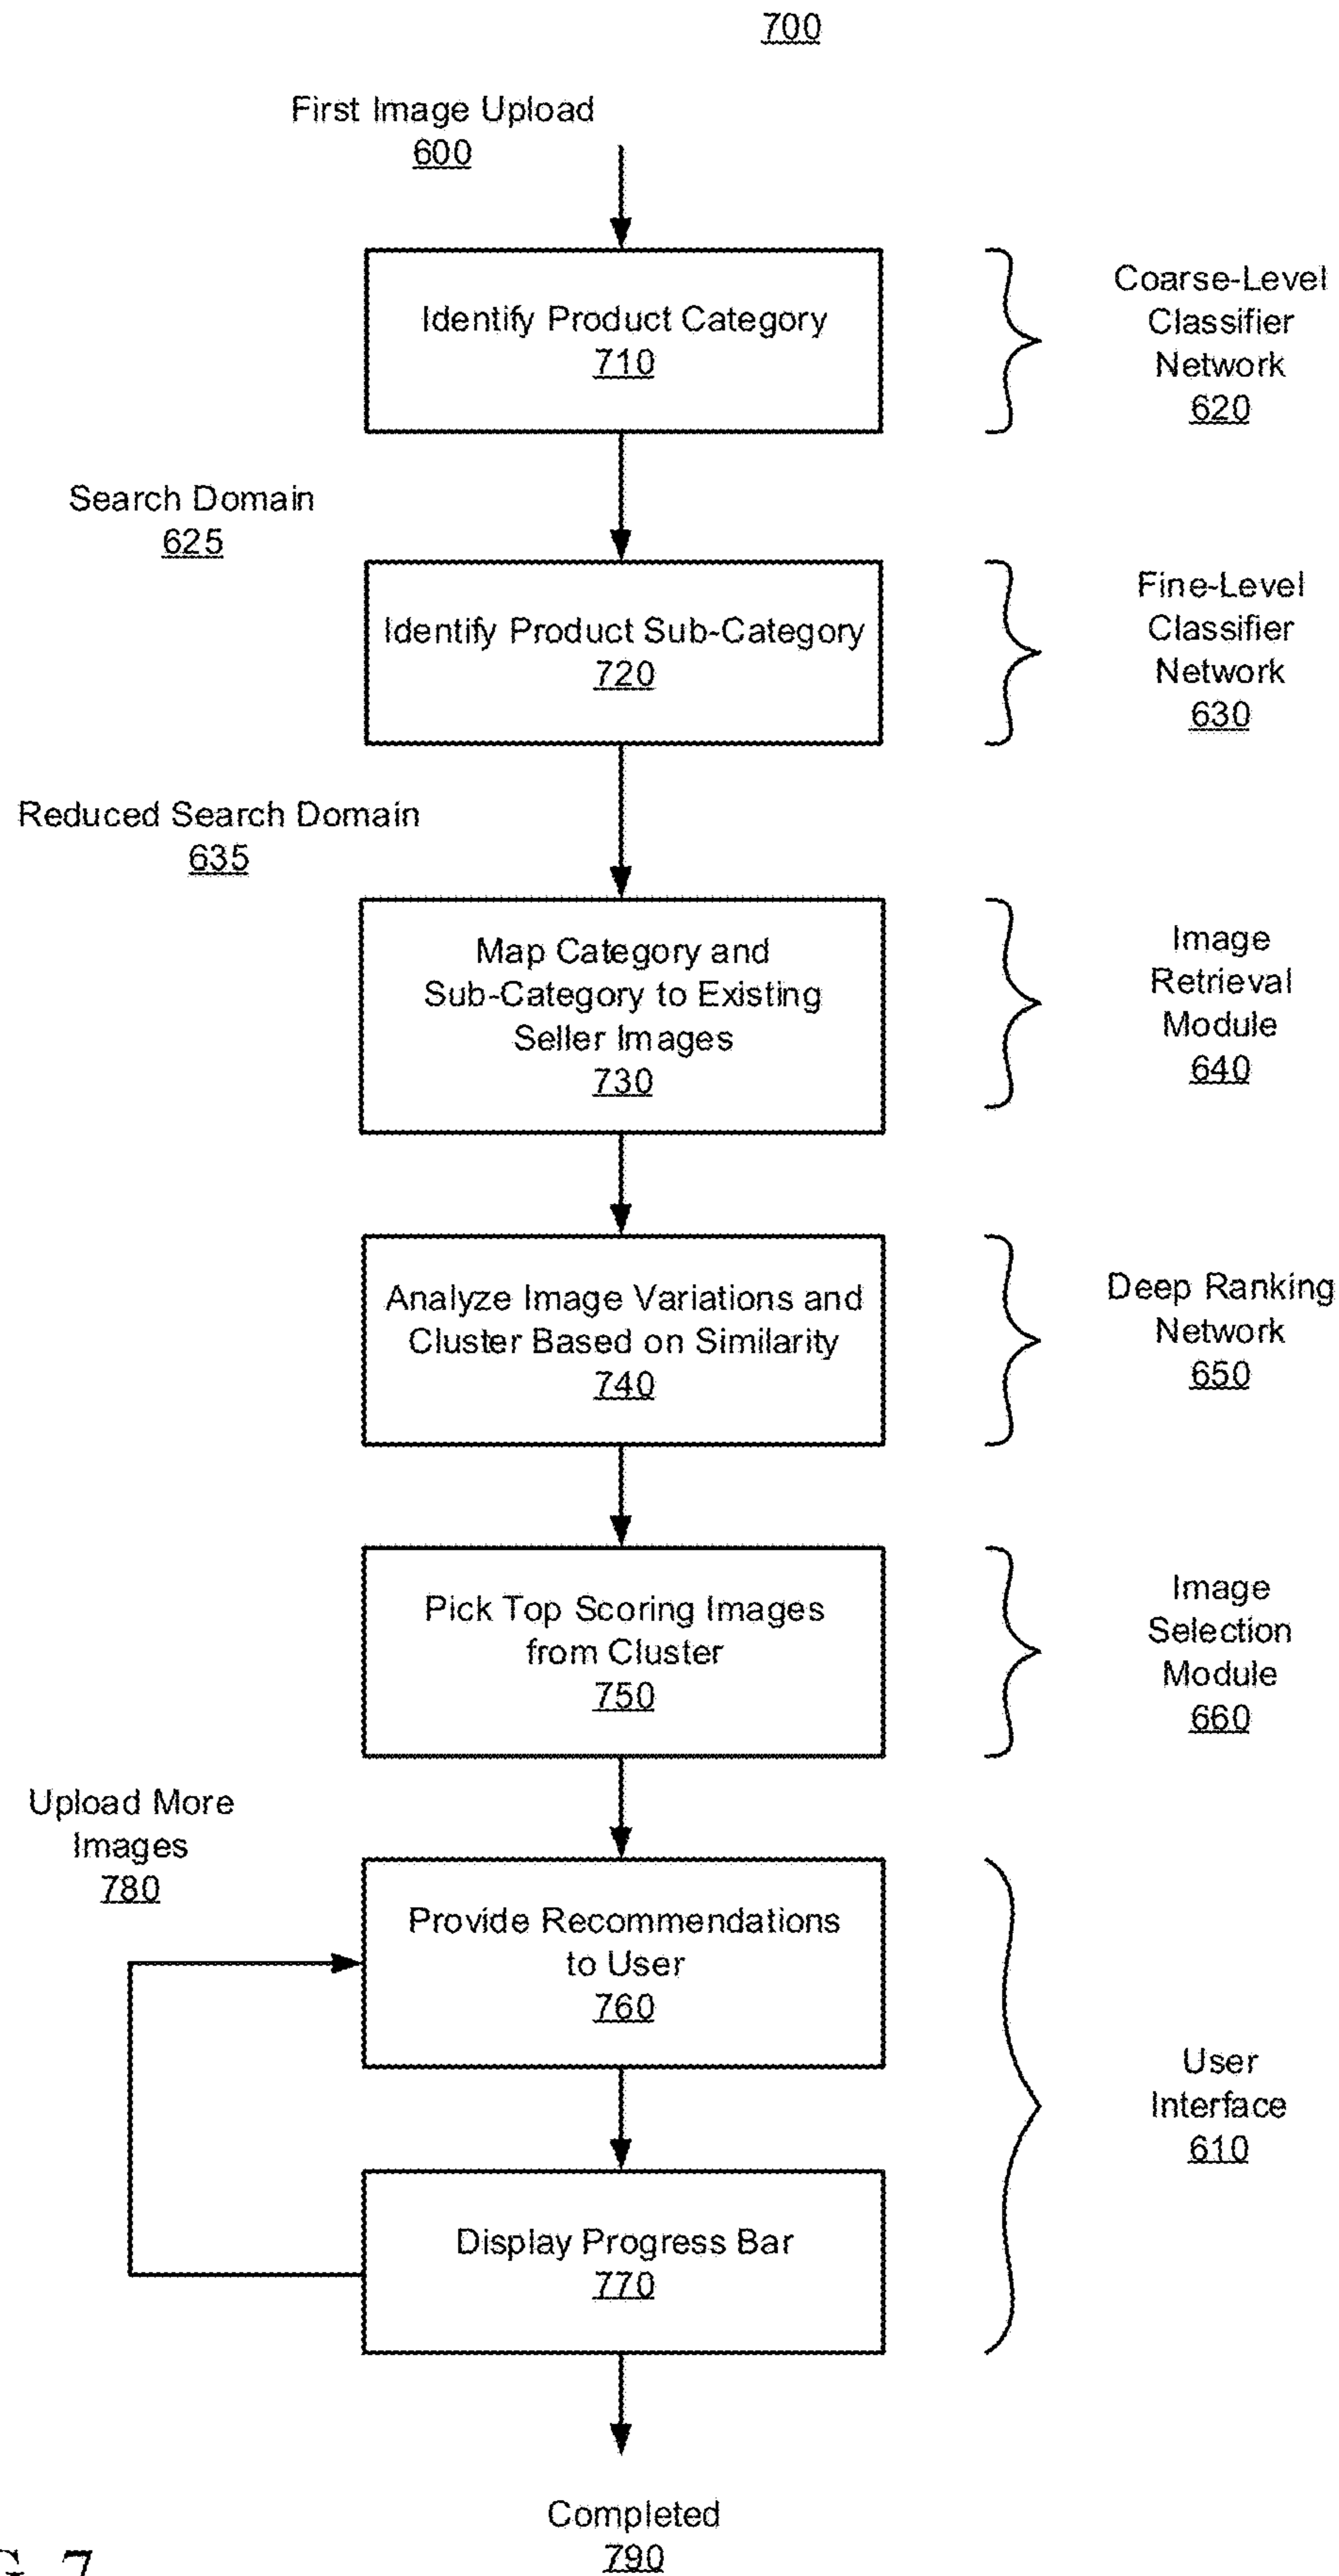 700
First Image Upload
600
Identify Product Category
710
Coarse-Level
Classifier
Network
620
Search Domain
625
Identify Product Sub-Category
720
Fine-Level
Classifier
Network
630
Reduced Search Domain
635
Map Category and
Sub-Category to Existing
Seller Images
730
Image
Retrieval
Module
640
Analyze Image Variations and
Cluster Based on Similarity
740
Deep Ranking
Network
650
Pick Top Scoring Images
from Cluster
750
Image
Selection
Module
660
Upload More
Images
780
Provide Recommendations
to User
760
User
Interface
610
Display Progress Bar
770
Completed
790
G. 7